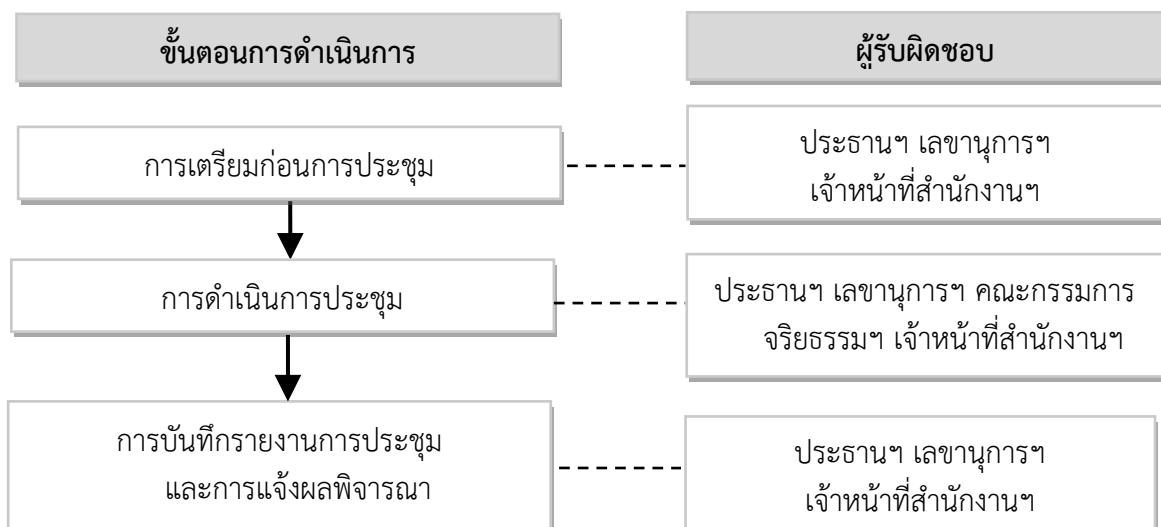 ขั้นตอนการดำเนินการ
ผู้รับผิดชอบ
การเตรียมก่อนการประชุม
ประธานฯ เลขานุการฯ
เจ้าหน้าที่สำนักงานฯ
การดำเนินการประชุม
ประธานฯ เลขานุการฯ คณะกรรมการ
จริยธรรมฯ เจ้าหน้าที่สำนักงานฯ
การบันทึกรายงานการประชุม
และการแจ้งผลพิจารณา
ประธานฯ เลขานุการฯ
เจ้าหน้าที่สำนักงานฯ